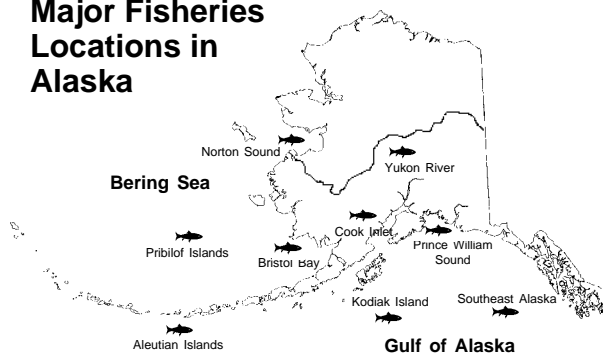 Major Fisheries
Locations in
Alaska
Norton Sound
Yukon River
Bering Sea
Cook Inlet
Prince William
Sound
Pribilof Islands
Bristol Bay
Kodiak Island
Southeast Alaska
Aleutian Islands
Gulf of Alaska